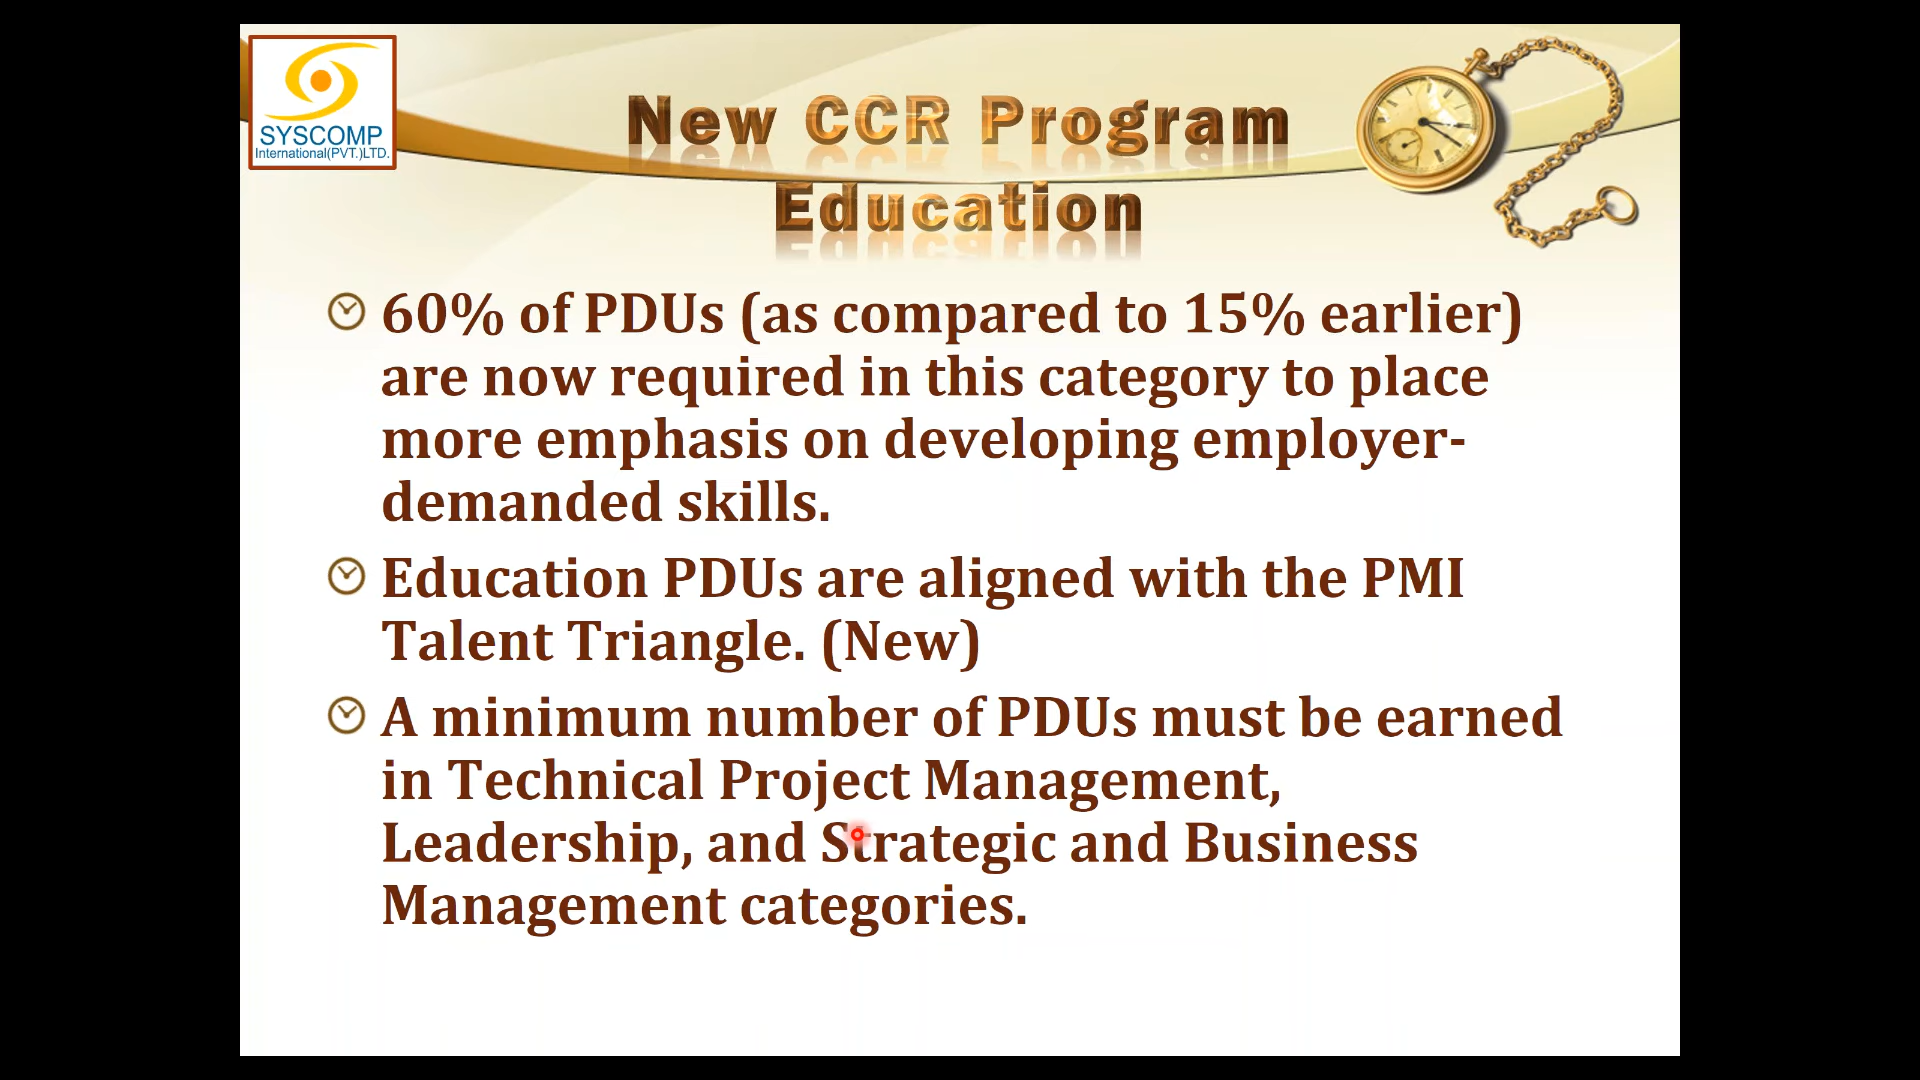 SYSCOMP
International(PVT.)LTD.
New CCR Program
Education
60% of PDUs (as compared to 15% earlier)
are now required in this category to place
more emphasis on developing employer-
demanded skills.
Education PDUs are aligned with the PMI
Talent Triangle. (New)
A minimum number of PDUs must be earned
in Technical Project Management,
Leadership, and Strategic and Business
Management categories.